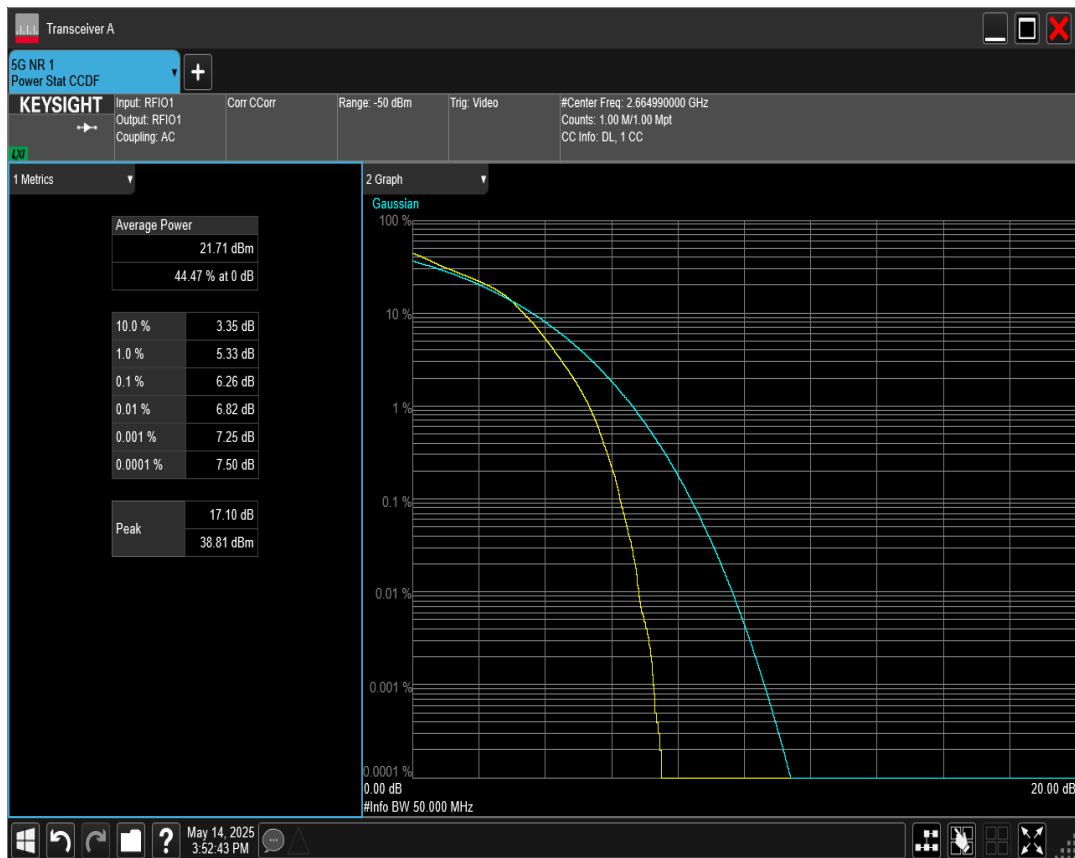 Transceiver A
5G NR 1
Power Stat CCDF
KEYSIGHT
LXI
Input: RFIO1
Output: RFIO1
Coupling: AC
Corr CCorr
Range: -50 dBm
Trig: Video
#Center Freq: 2.664990000 GHz
Counts: 1.00 M/1.00 Mpt
CC Info: DL, 1 CC
1 Metrics
Average Power
21.71 dBm
44.47 % at 0 dB
10.0 % 3.35 dB
1.0 % 5.33 dB
0.1 % 6.26 dB
0.01 % 6.82 dB
0.001 % 7.25 dB
0.0001 % 7.50 dB
Peak
17.10 dB
38.81 dBm
2 Graph
Gaussian
100 %
10 %
1 %
0.1 %
0.01 %
0.001 %
0.0001 %
0.00 dB 20.00 dB
#Info BW 50.000 MHz
?
May 14, 2025
3:52:43 PM